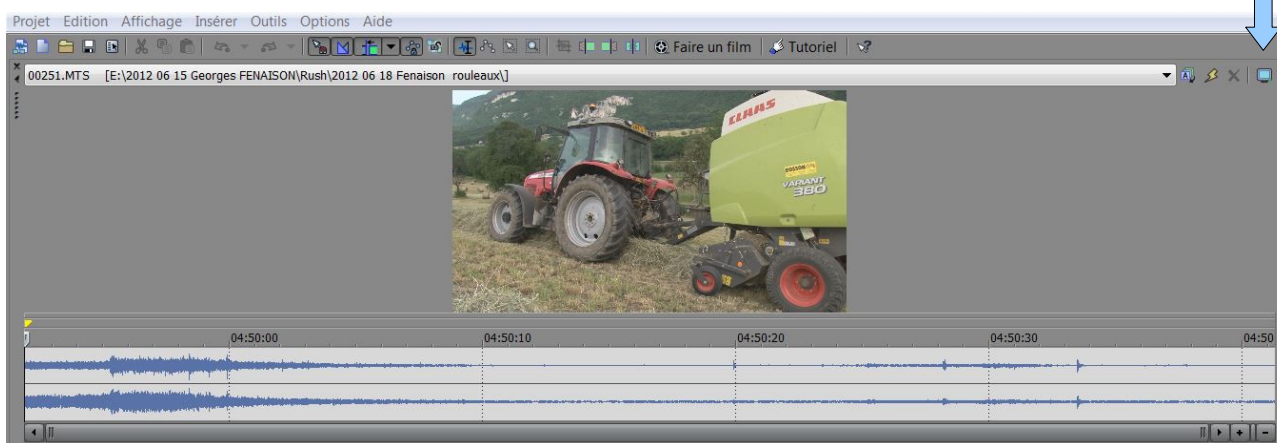 Projet Edition Affichage Insérer Outils Options Aide
Faire un film Tutoriel
00251.MTS [E:\2012 06 15 Georges FENAISON\Rush\2012 06 18 Fenaison rouleaux\]
CLAAS
VARIANT
380
04:50:00 04:50:10 04:50:20 04:50:30 04:50